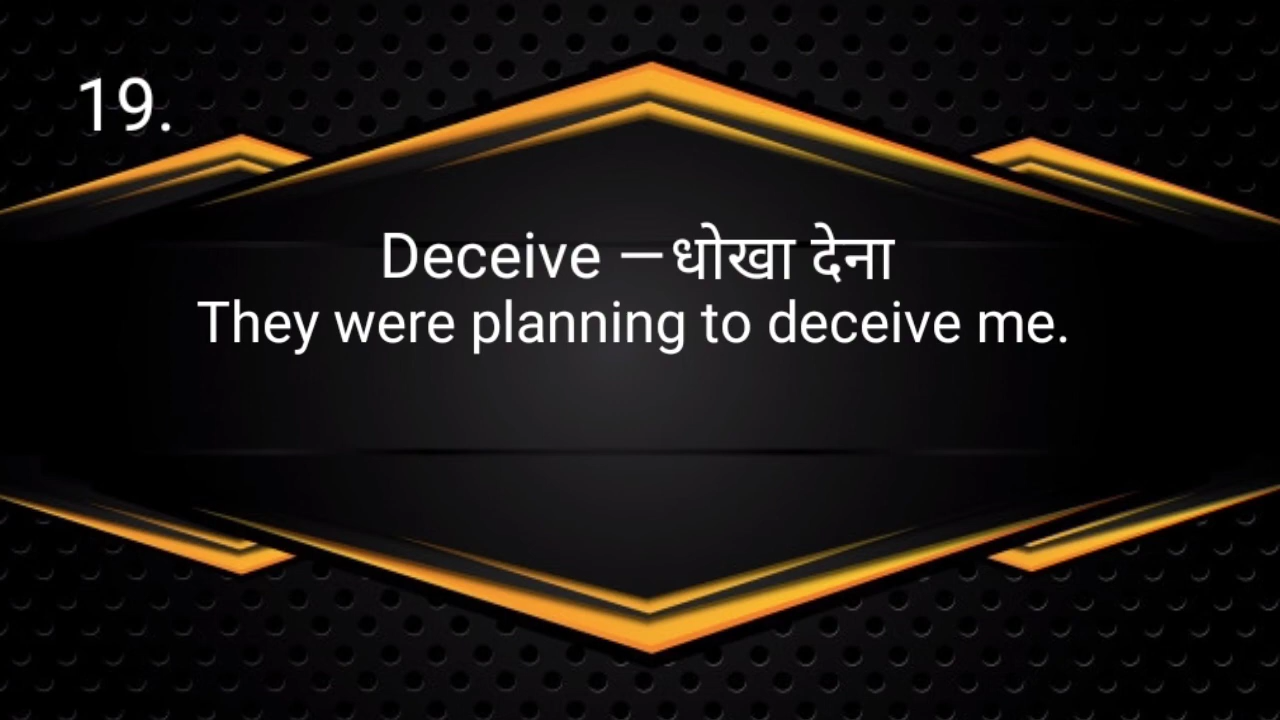 19.
Deceive – धोखा देना
They were planning to deceive me.